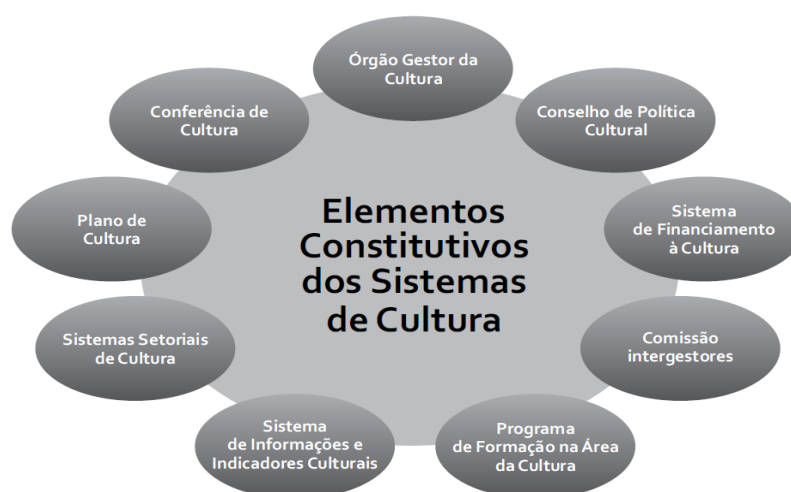 Órgão Gestor da
Cultura
Conferência de
Cultura
Conselho de Política
Cultural
Plano de
Cultura
Elementos
Constitutivos
dos Sistemas
de Cultura
Sistema
de Financiamento
à Cultura
Sistemas Setoriais
de Cultura
Comissão
intergestores
Sistema
de Informações e
Indicadores Culturais
Programa
de Formação na Área
da Cultura